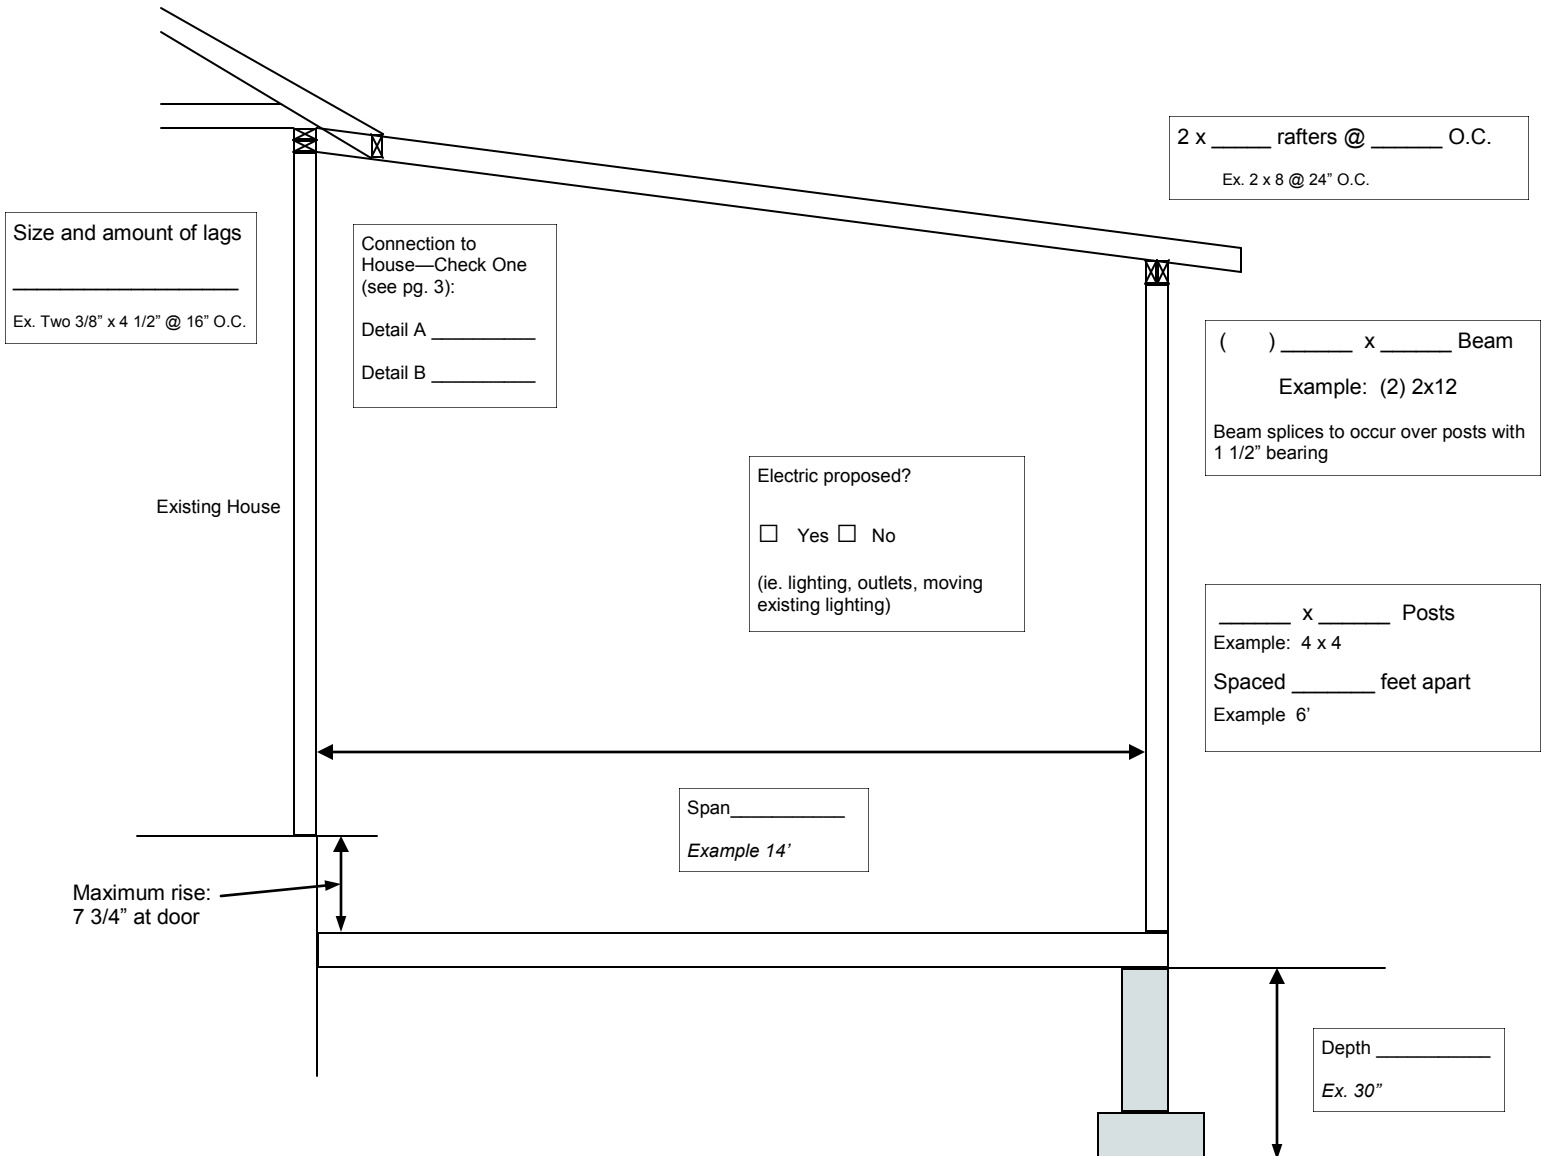 2 x _____ rafters @ ______ O.C.
Ex. 2 x 8 @ 24” O.C.
Size and amount of lags
___________________
Ex. Two 3/8” x 4 1/2” @ 16” O.C.
Connection to
House—Check One
(see pg. 3):
Detail A __________
Detail B __________
(    ) ______ x ______ Beam
Example: (2) 2x12
Beam splices to occur over posts with
1 1/2” bearing
Existing House
Electric proposed?
☐ Yes ☐ No
(ie. lighting, outlets, moving
existing lighting)
______ x ______ Posts
Example: 4 x 4
Spaced _______ feet apart
Example 6’
Span___________
Example 14’
Maximum rise:
7 3/4” at door
Depth ___________
Ex. 30”